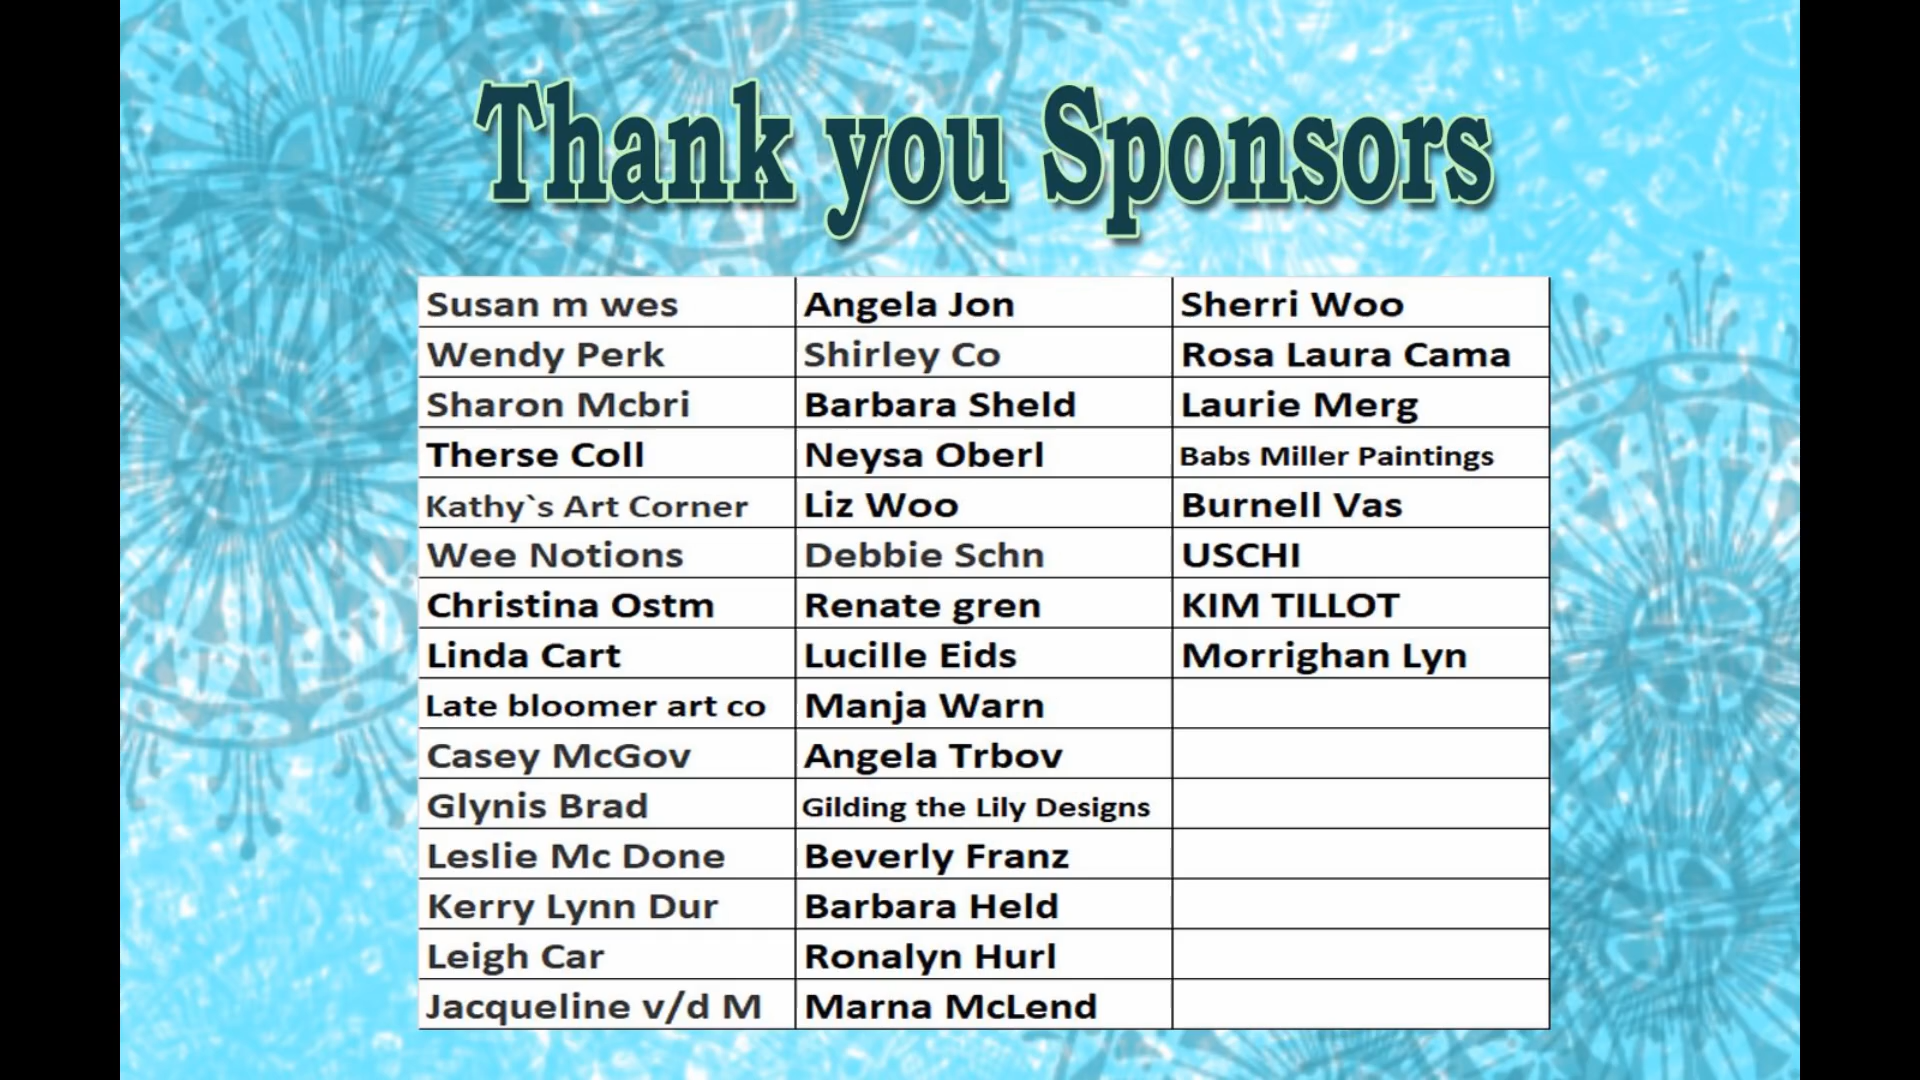 Thank you Sponsors
Susan m wes Angela Jon Sherri Woo
Wendy Perk Shirley Co Rosa Laura Cama
Sharon Mcbri Barbara Sheld Laurie Merg
Therse Coll Neysa Oberl Babs Miller Paintings
Kathy`s Art Corner Liz Woo Burnell Vas
Wee Notions Debbie Schn USCHI
Christina Ostm Renate gren KIM TILLOT
Linda Cart Lucille Eids Morrighan Lyn
Late bloomer art co Manja Warn
Casey McGov Angela Trbov
Glynis Brad Gilding the Lily Designs
Leslie Mc Done Beverly Franz
Kerry Lynn Dur Barbara Held
Leigh Car Ronalyn Hurl
Jacqueline v/d M Marna McLend